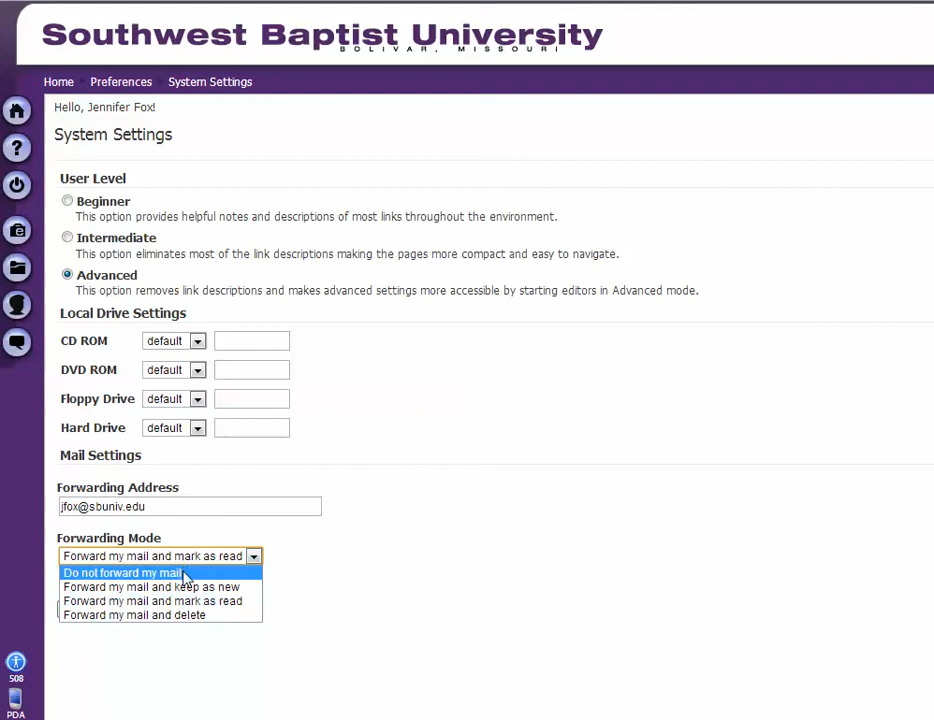 Southwest Baptist University
BOLIVAR, MISSOURI
Home Preferences System Settings
Hello, Jennifer Fox!
System Settings
User Level
Beginner
This option provides helpful notes and descriptions of most links throughout the environment.
Intermediate
This option eliminates most of the link descriptions making the pages more compact and easy to navigate.
Advanced
This option removes link descriptions and makes advanced settings more accessible by starting editors in Advanced mode.
Local Drive Settings
CD ROM default
DVD ROM default
Floppy Drive default
Hard Drive default
Mail Settings
Forwarding Address
jfox@sbuniv.edu
Forwarding Mode
Forward my mail and mark as read
Do not forward my mail
Forward my mail and keep as new
Forward my mail and mark as read
Forward my mail and delete
508
PDA